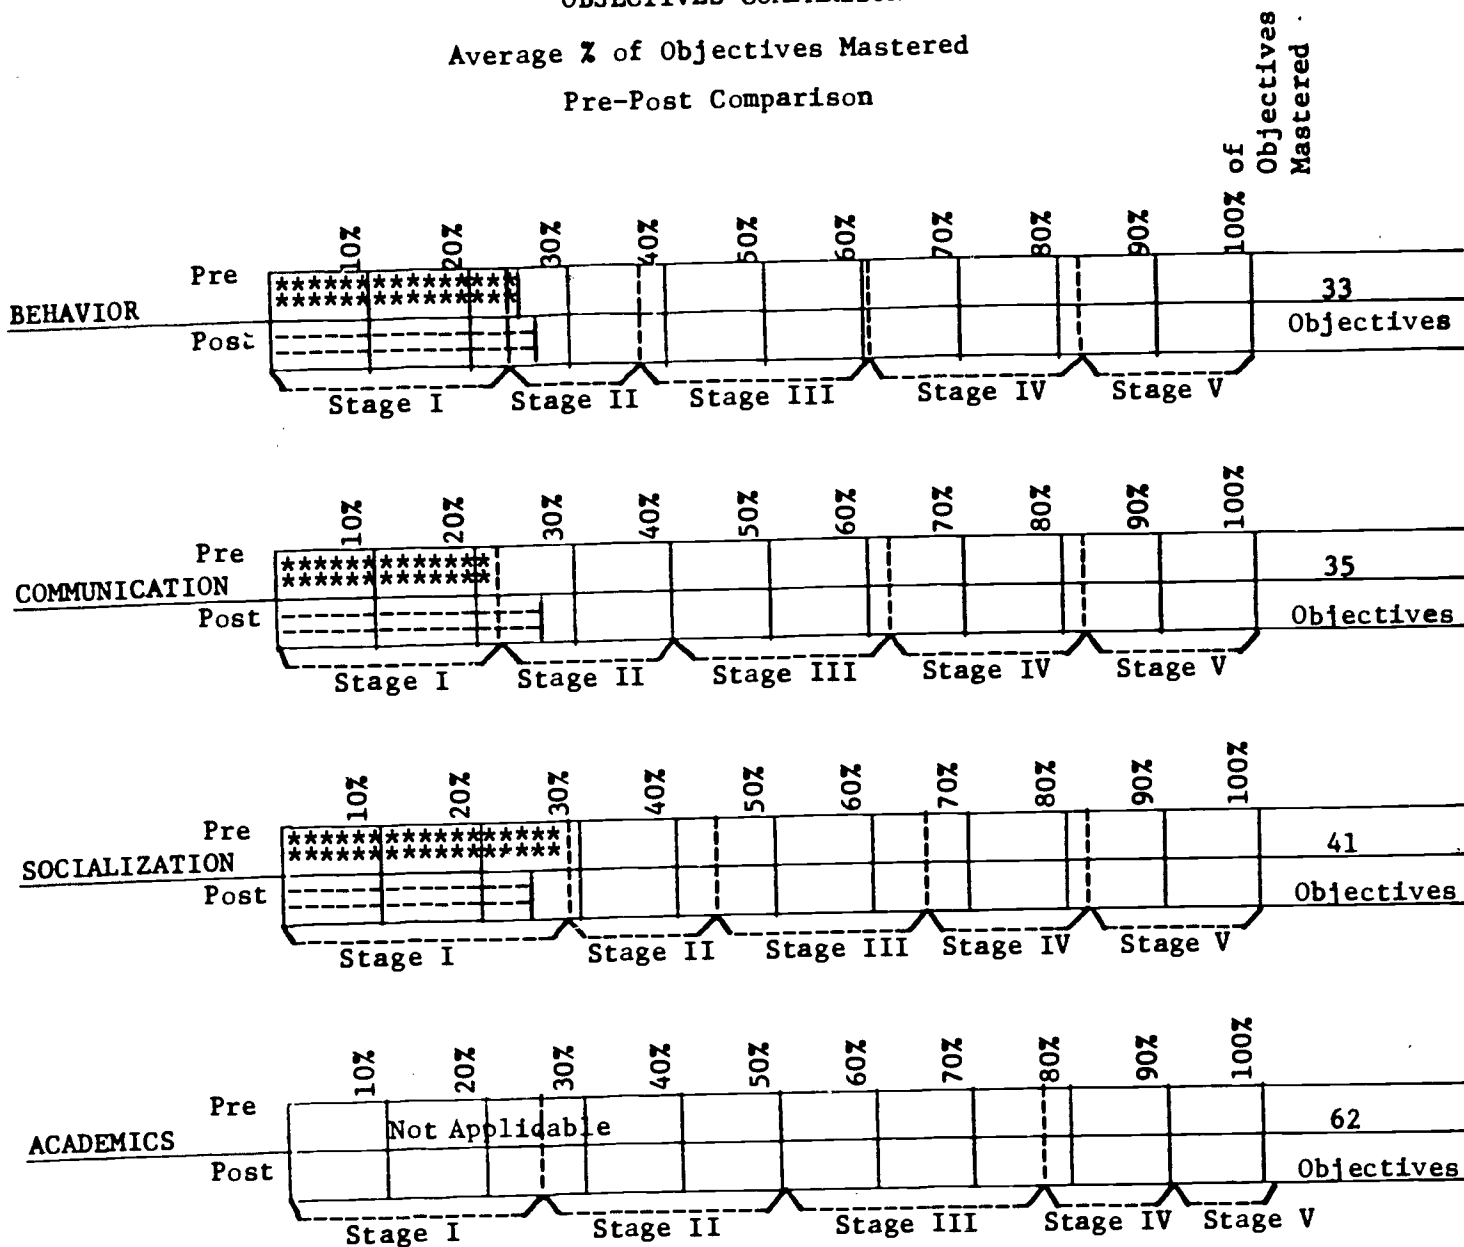 Average % of Objectives Mastered
Pre-Post Comparison
100% of Objectives Mastered
10% 20% 30% 40% 50% 60% 70% 80% 90%
Pre
BEHAVIOR
Post
33
Objectives
Stage I Stage II Stage III Stage IV Stage V
10% 20% 30% 40% 50% 60% 70% 80% 90% 100%
Pre
COMMUNICATION
Post
35
Objectives
Stage I Stage II Stage III Stage IV Stage V
10% 20% 30% 40% 50% 60% 70% 80% 90% 100%
Pre
SOCIALIZATION
Post
41
Objectives
Stage I Stage II Stage III Stage IV Stage V
10% 20% 30% 40% 50% 60% 70% 80% 90% 100%
Pre
Not Applicable
ACADEMICS
Post
62
Objectives
Stage I Stage II Stage III Stage IV Stage V